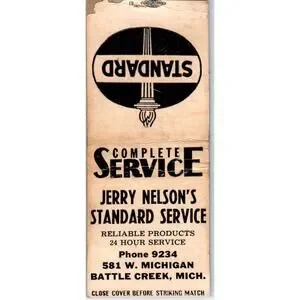 STANDARD
COMPLETE
SERVICE
JERRY NELSON'S
STANDARD SERVICE
RELIABLE PRODUCTS
24 HOUR SERVICE
Phone 9234
581 W. MICHIGAN
BATTLE CREEK, MICH.
CLOSE COVER BEFORE STRIKING MATCH